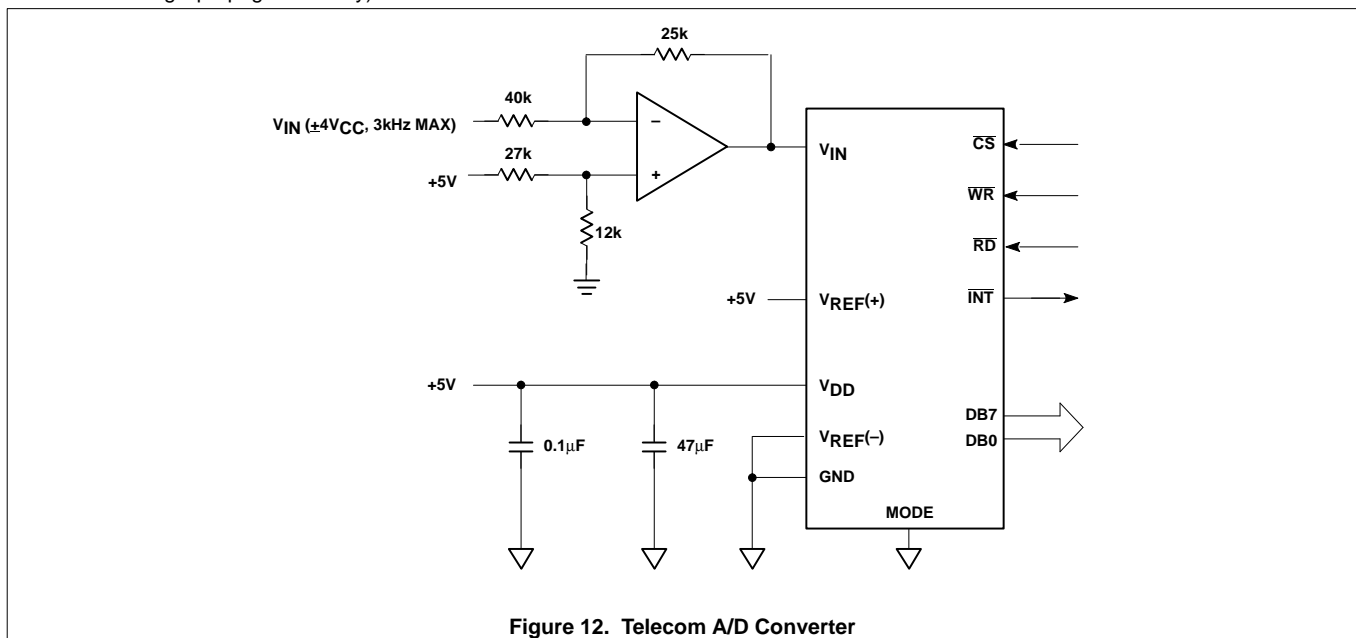 25k
40k
VIN (±4VCC, 3kHz MAX)
−
27k
+5V
+
12k
VIN
CS
WR
RD
+5V
VREF(+)
INT
+5V
VDD
0.1µF
47µF
VREF(–)
GND
DB7
DB0
MODE
Figure 12. Telecom A/D Converter